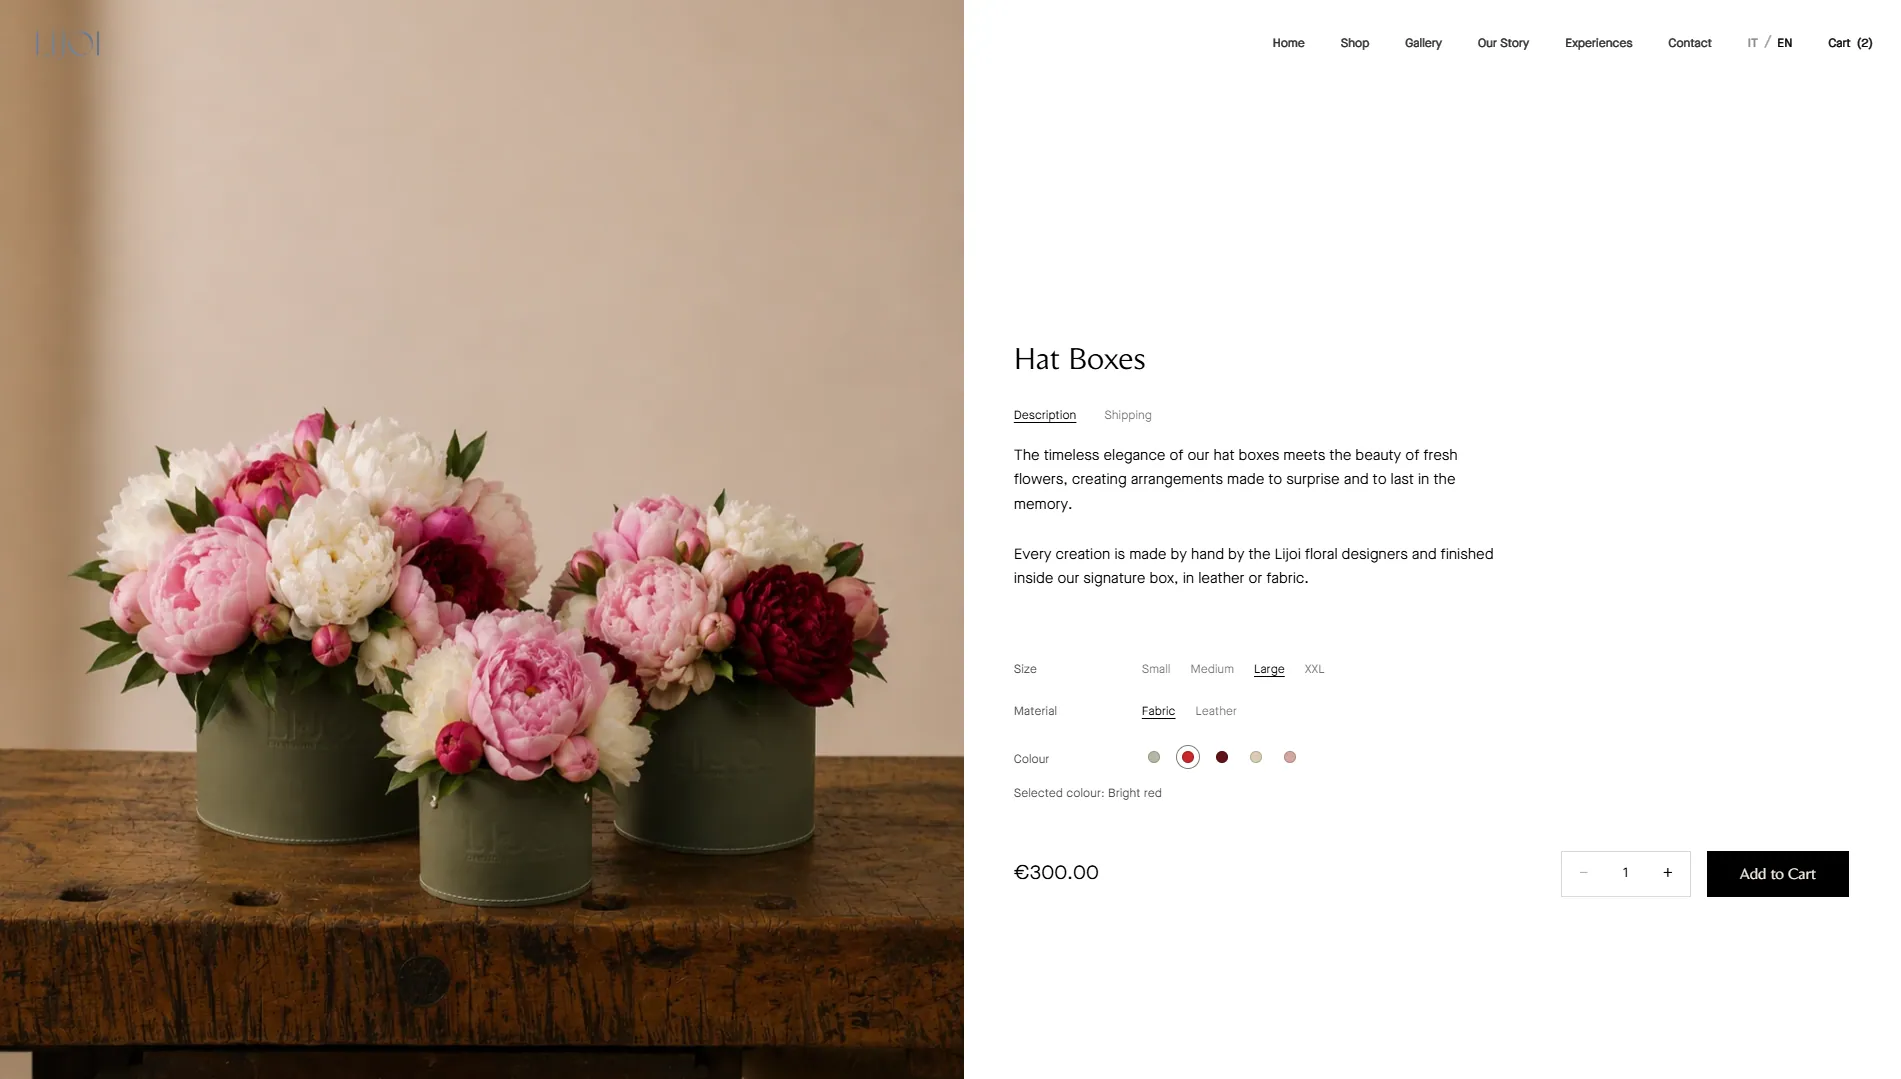 LIJOI
Home Shop Gallery Our Story Experiences Contact IT / EN Cart (2)
Hat Boxes
Description Shipping
The timeless elegance of our hat boxes meets the beauty of fresh
flowers, creating arrangements made to surprise and to last in the
memory.
Every creation is made by hand by the Lijoi floral designers and finished
inside our signature box, in leather or fabric.
Size Small Medium Large XXL
Material Fabric Leather
Colour
Selected colour: Bright red
€300.00 − 1 + Add to Cart